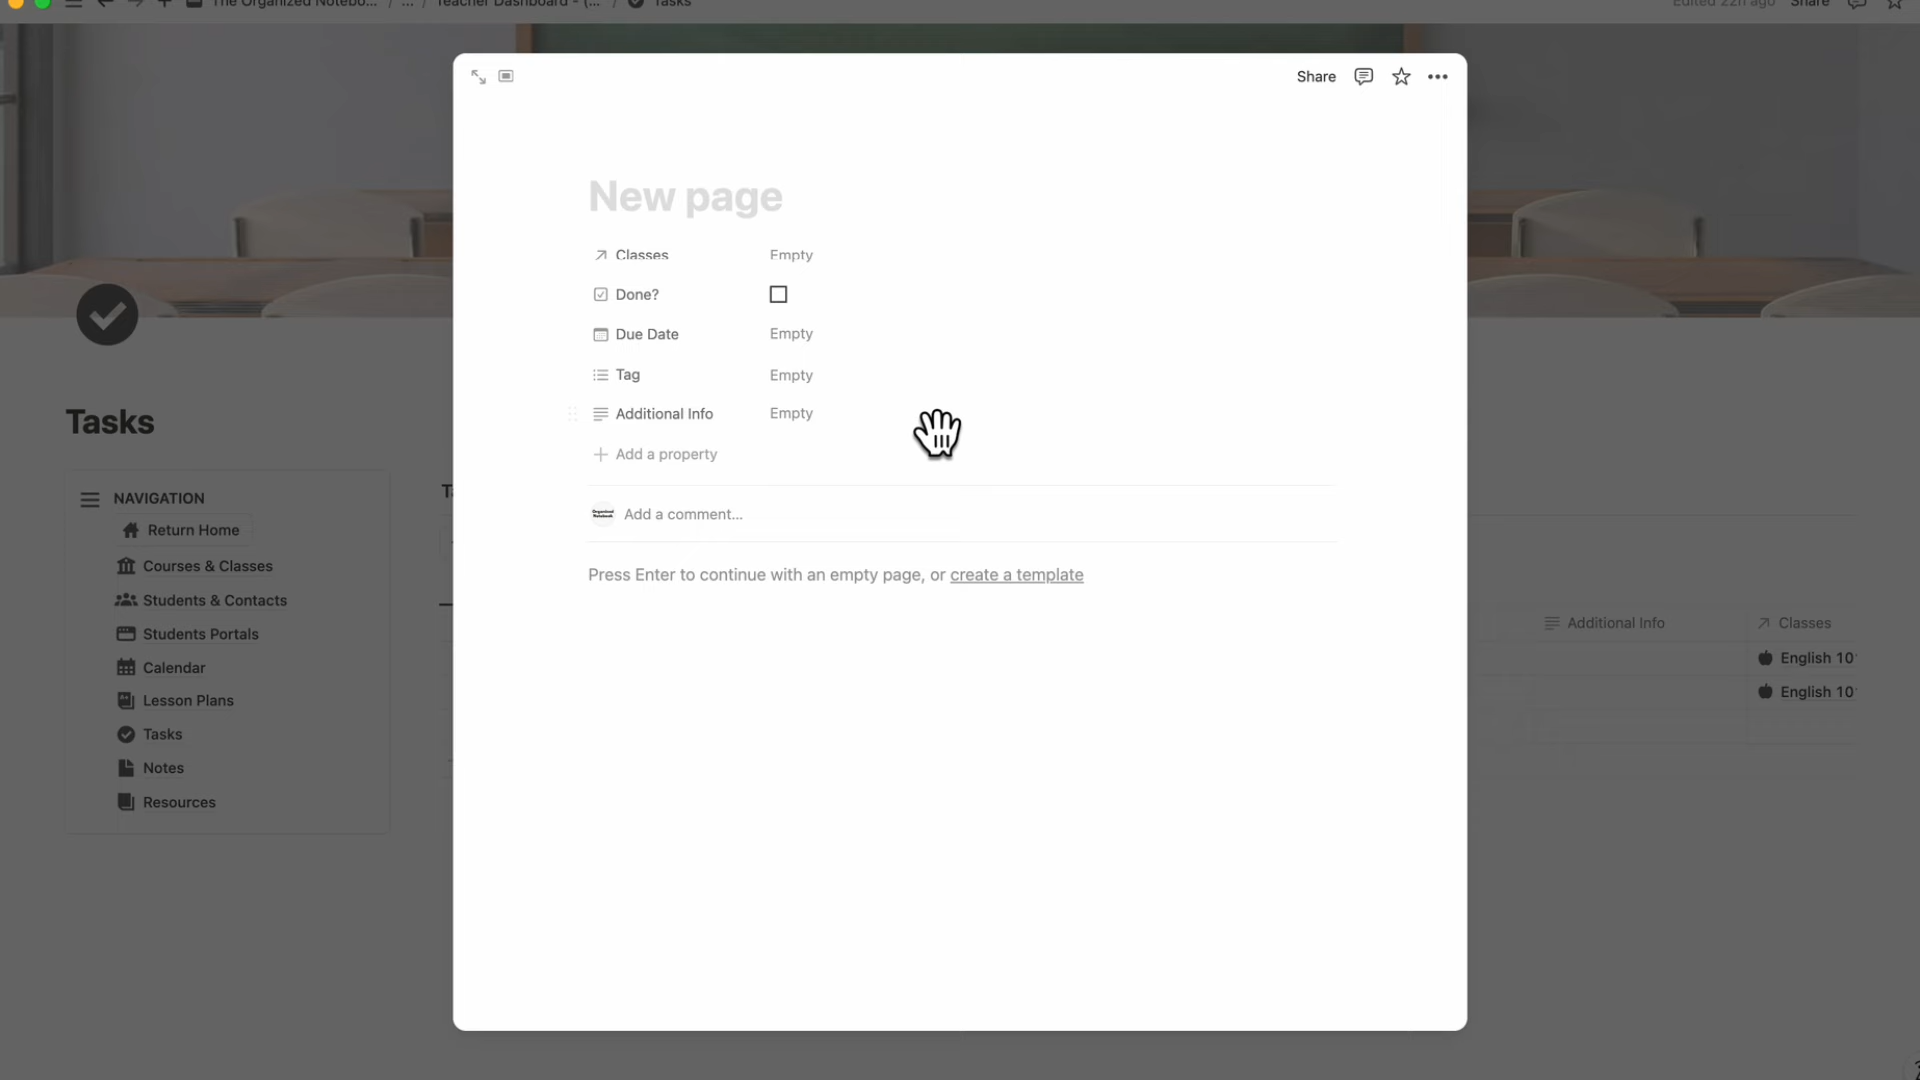 The Organized Notebo... / ... / Teacher Dashboard - (... / Tasks
Edited 22h ago Share
Share
New page
Classes Empty
Done?
Due Date Empty
Tag Empty
Additional Info Empty
Add a property
Organized Notebook
Add a comment...
Press Enter to continue with an empty page, or create a template
Tasks
NAVIGATION
Return Home
Courses & Classes
Students & Contacts
Students Portals
Calendar
Lesson Plans
Tasks
Notes
Resources
Additional Info Classes
English 10
English 10